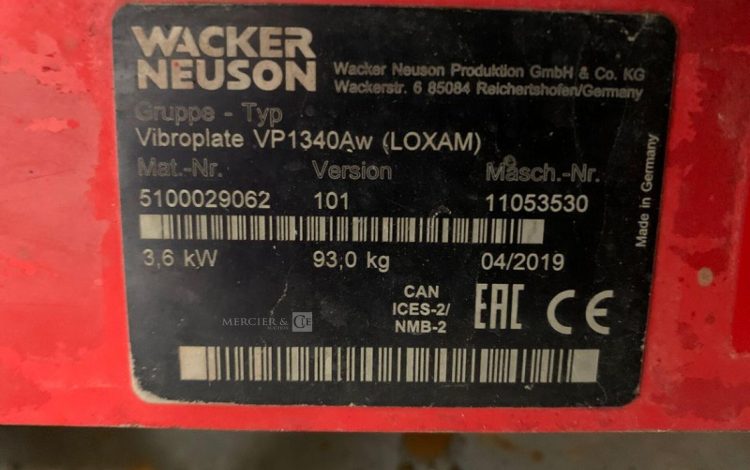 WACKER
NEUSON
Wacker Neuson Produktion GmbH & Co. KG
Wackerstr. 6 85084 Reichertshofen/Germany
Gruppe - Typ
Vibroplate VP1340Aw (LOXAM)
Mat.-Nr. Version Masch.-Nr.
5100029062 101 11053530
3,6 kW 93,0 kg 04/2019
Made in Germany
CAN
ICES-2/
NMB-2
EAC CE
MERCIER & CIE
AUCTION